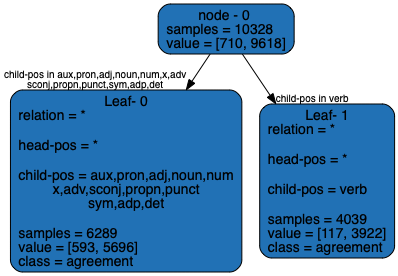 node - 0
samples = 10328
value = [710, 9618]
child-pos in aux,pron,adj,noun,num,x,adv
sconj,propn,punct,sym,adp,det
child-pos in verb
Leaf- 0
relation = *
head-pos = *
child-pos = aux,pron,adj,noun,num
x,adv,sconj,propn,punct
sym,adp,det
samples = 6289
value = [593, 5696]
class = agreement
Leaf- 1
relation = *
head-pos = *
child-pos = verb
samples = 4039
value = [117, 3922]
class = agreement